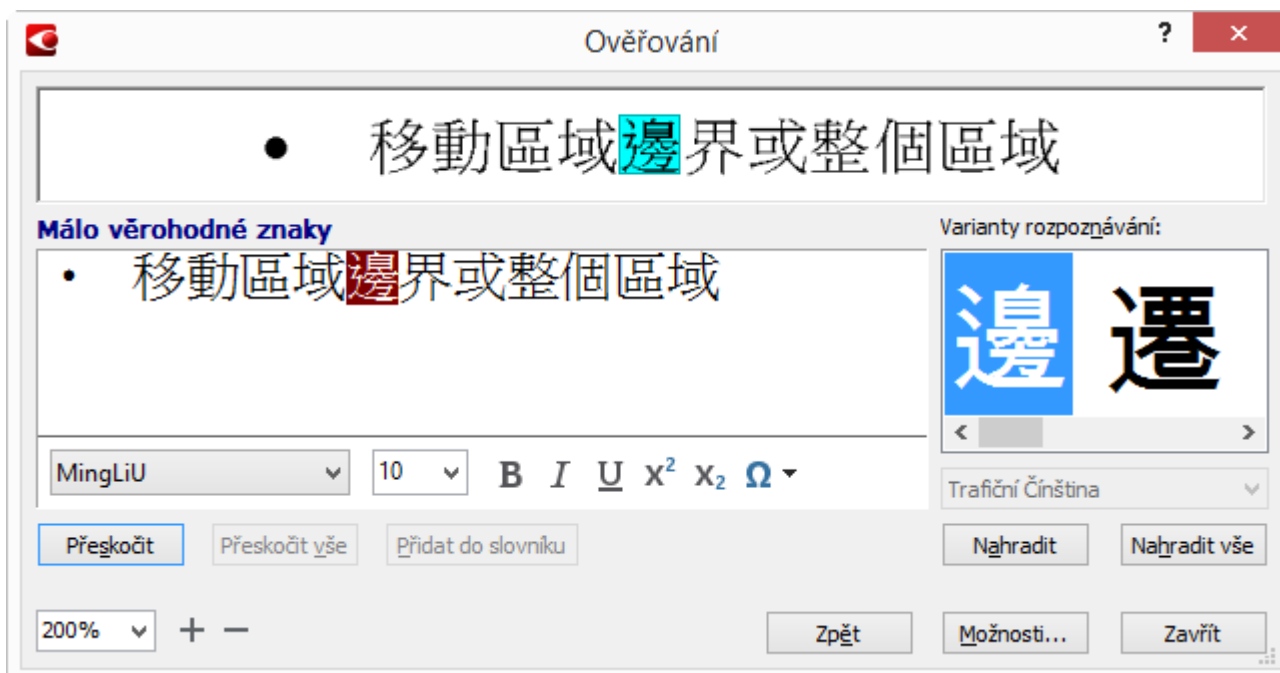 Ověřování
?
• 移動區域邊界或整個區域
Málo věrohodné znaky
Varianty rozpoznávání:
• 移動區域邊界或整個區域
邊 遷
MingLiU 10 B I U X² X₂ Ω
Trafiční Čínština
Přeskočit Přeskočit vše Přidat do slovníku Nahradit Nahradit vše
200% + − Zpět Možnosti... Zavřít